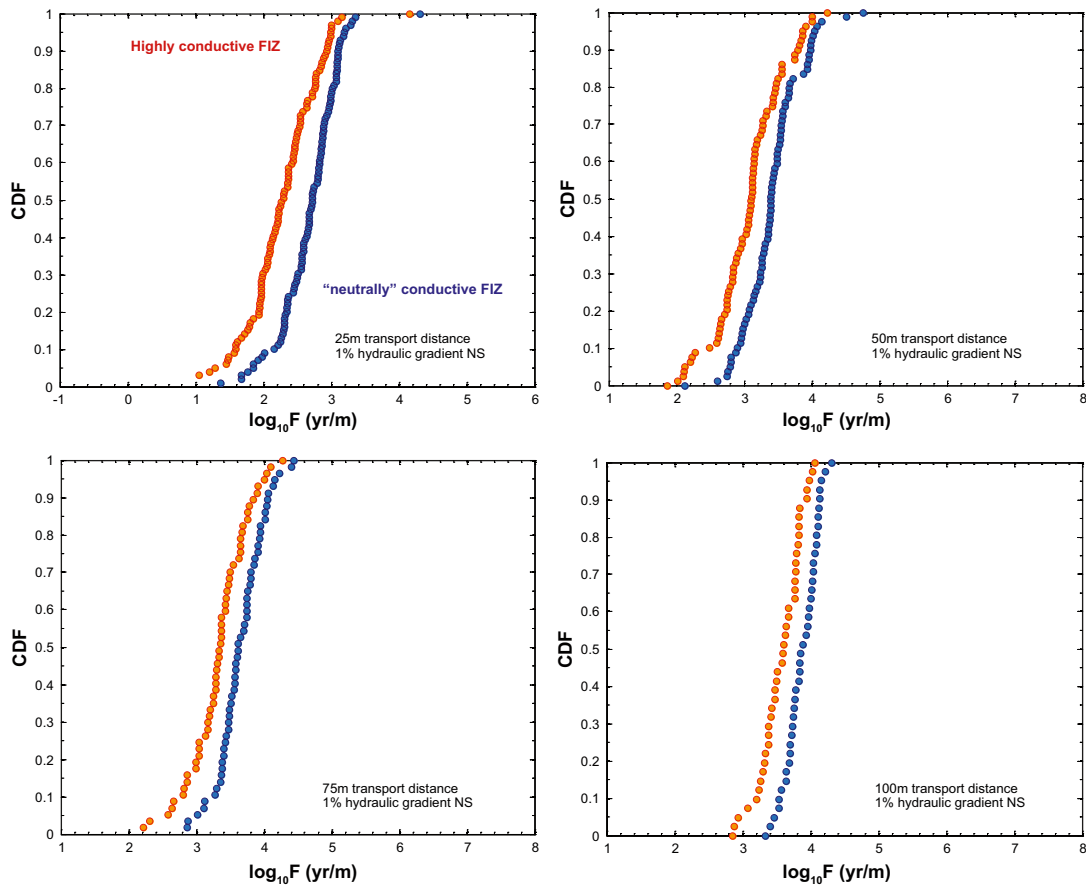 1
0.9
0.8
0.7
0.6
0.5
0.4
0.3
0.2
0.1
0
CDF
Highly conductive FIZ
“neutrally” conductive FIZ
25m transport distance
1% hydraulic gradient NS
-1 0 1 2 3 4 5 6
log10F (yr/m)
1
0.9
0.8
0.7
0.6
0.5
0.4
0.3
0.2
0.1
0
CDF
50m transport distance
1% hydraulic gradient NS
1 2 3 4 5 6 7 8
log10F (yr/m)
1
0.9
0.8
0.7
0.6
0.5
0.4
0.3
0.2
0.1
0
CDF
75m transport distance
1% hydraulic gradient NS
1 2 3 4 5 6 7 8
log10F (yr/m)
1
0.9
0.8
0.7
0.6
0.5
0.4
0.3
0.2
0.1
0
CDF
100m transport distance
1% hydraulic gradient NS
1 2 3 4 5 6 7 8
log10F (yr/m)